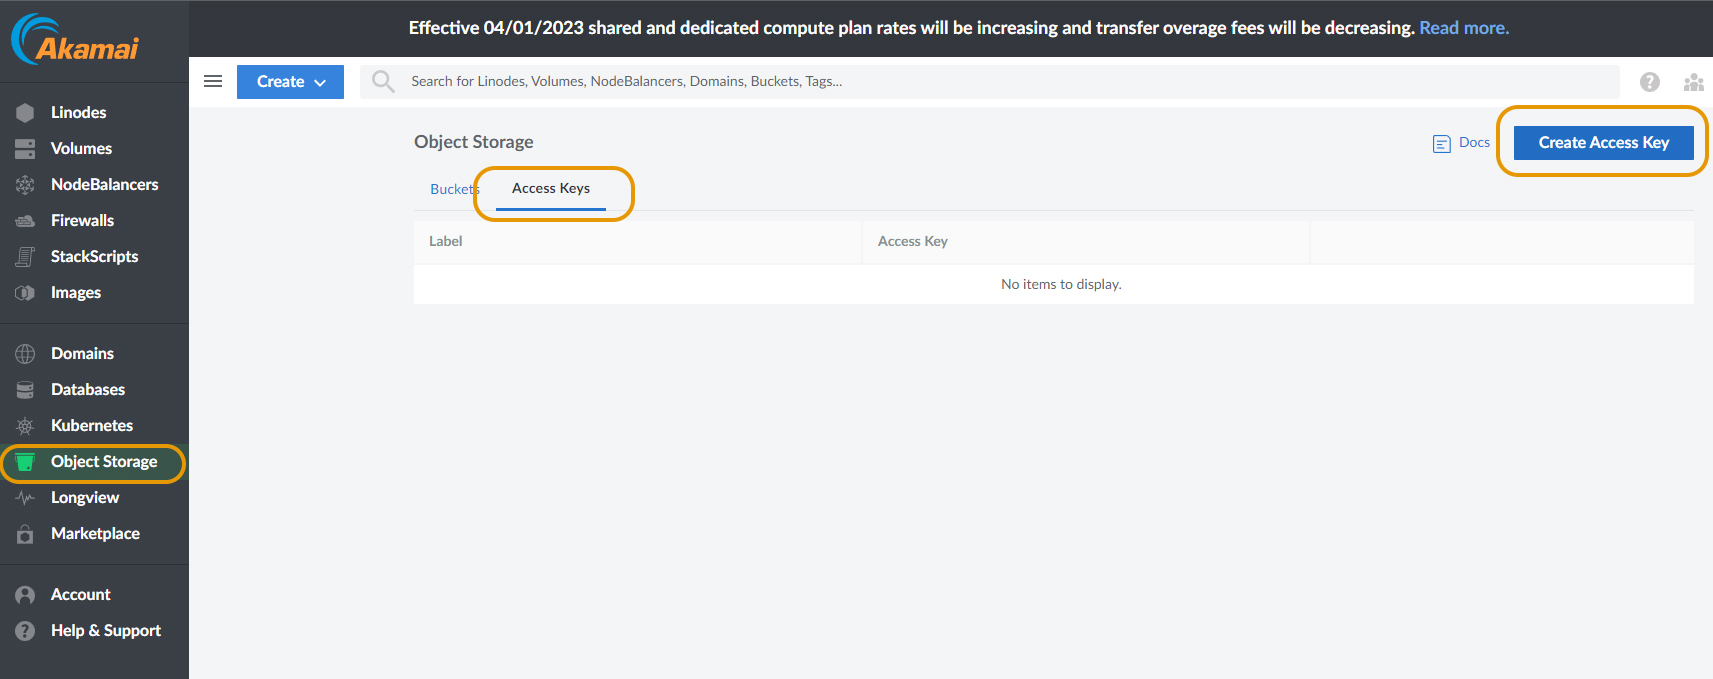 Akamai
Effective 04/01/2023 shared and dedicated compute plan rates will be increasing and transfer overage fees will be decreasing. Read more.
Create
Search for Linodes, Volumes, NodeBalancers, Domains, Buckets, Tags...
Linodes
Volumes
NodeBalancers
Firewalls
StackScripts
Images
Domains
Databases
Kubernetes
Object Storage
Longview
Marketplace
Account
Help & Support
Object Storage
Docs
Create Access Key
Buckets
Access Keys
Label Access Key
No items to display.